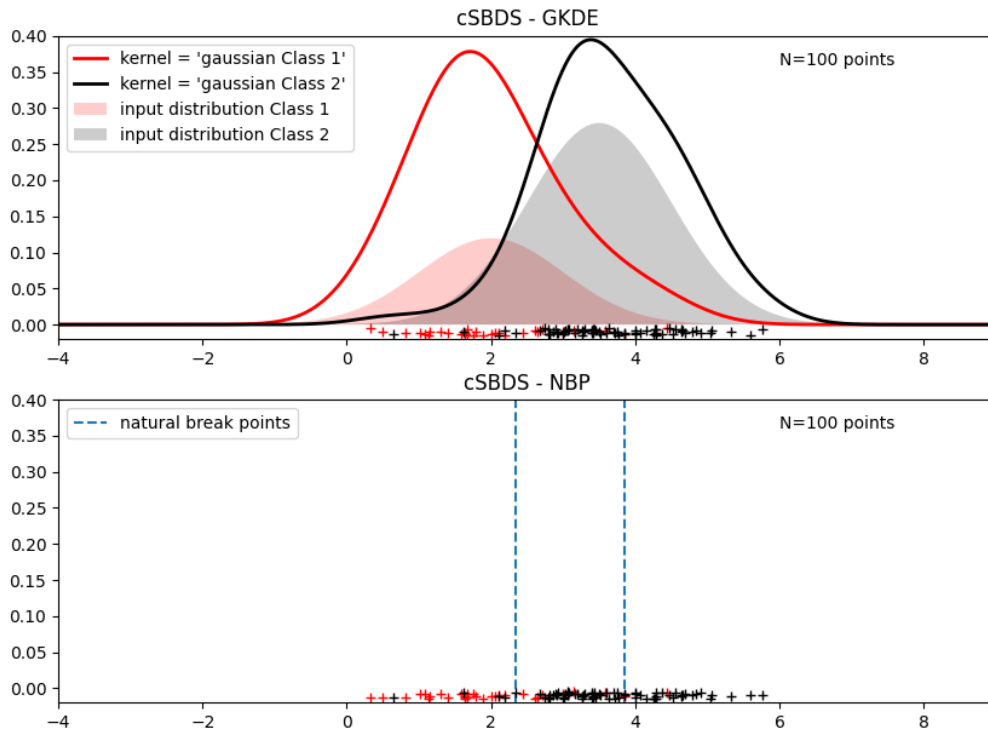 cSBDS - GKDE
0.40
0.35
0.30
0.25
0.20
0.15
0.10
0.05
0.00
kernel = 'gaussian Class 1'
kernel = 'gaussian Class 2'
input distribution Class 1
input distribution Class 2
N=100 points
-4 -2 0 2 4 6 8
cSBDS - NBP
0.40
0.35
0.30
0.25
0.20
0.15
0.10
0.05
0.00
natural break points
N=100 points
-4 -2 0 2 4 6 8